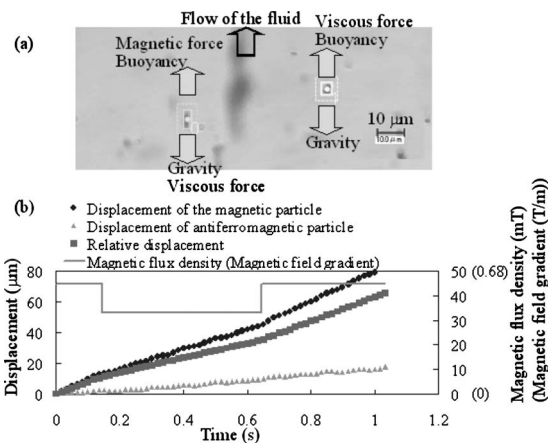 (a)
Flow of the fluid
Magnetic force
Buoyancy
Viscous force
Buoyancy
Gravity
Viscous force
Gravity
10 μm
10.0 μm
(b)
Displacement of the magnetic particle
Displacement of antiferromagnetic particle
Relative displacement
Magnetic flux density (Magnetic field gradient)
Displacement (μm)
80
60
40
20
0
0
0.2
0.4
0.6
0.8
1
1.2
Time (s)
50 (0.68)
40
30
20
10
0 (0)
Magnetic flux density (mT)
(Magnetic field gradient (T/m))